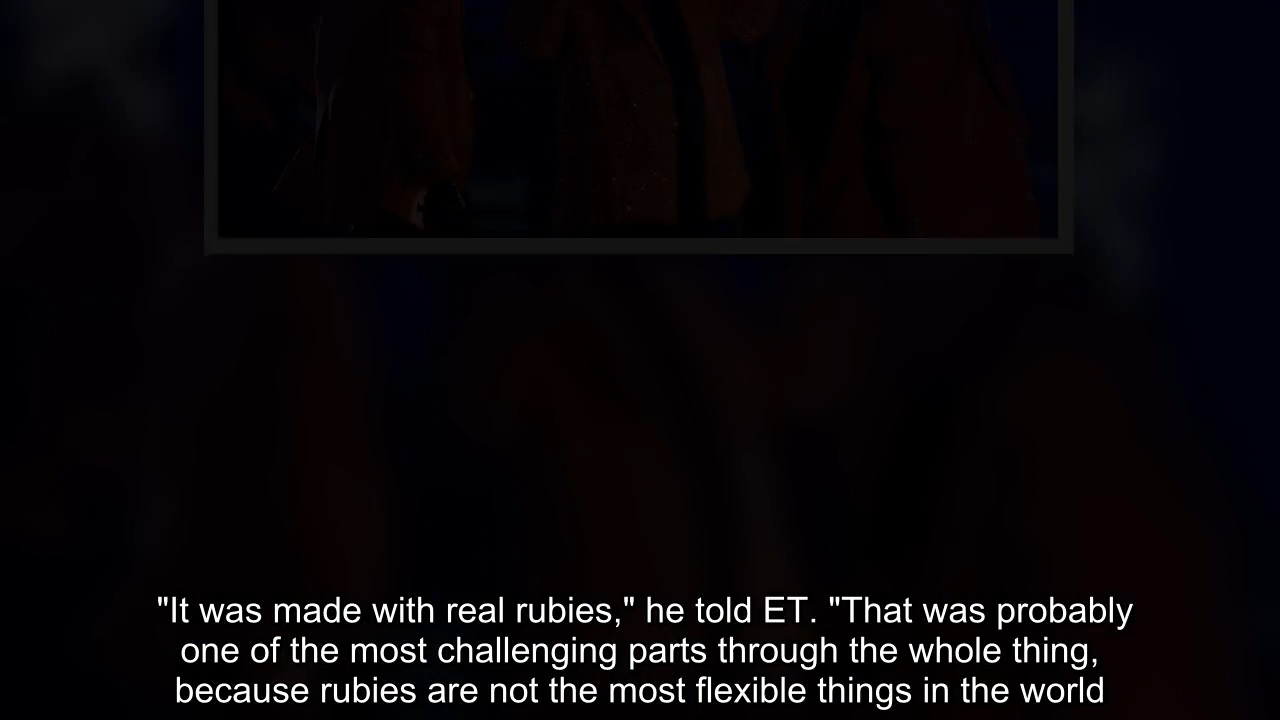 "It was made with real rubies," he told ET. "That was probably
one of the most challenging parts through the whole thing,
because rubies are not the most flexible things in the world